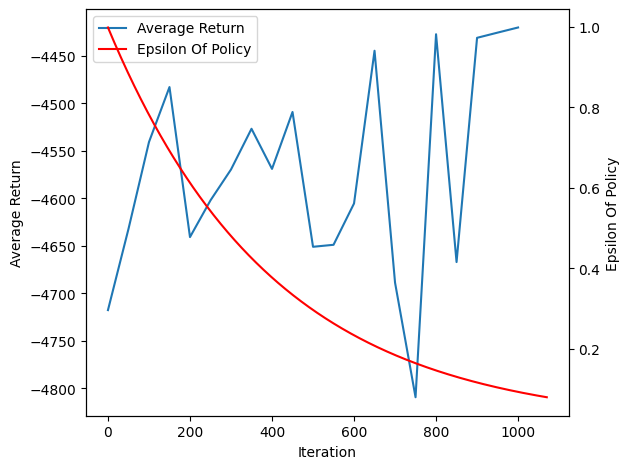 Average Return
Epsilon Of Policy
−4450
−4500
−4550
−4600
−4650
−4700
−4750
−4800
Average Return
1.0
0.8
0.6
0.4
0.2
Epsilon Of Policy
0 200 400 600 800 1000
Iteration